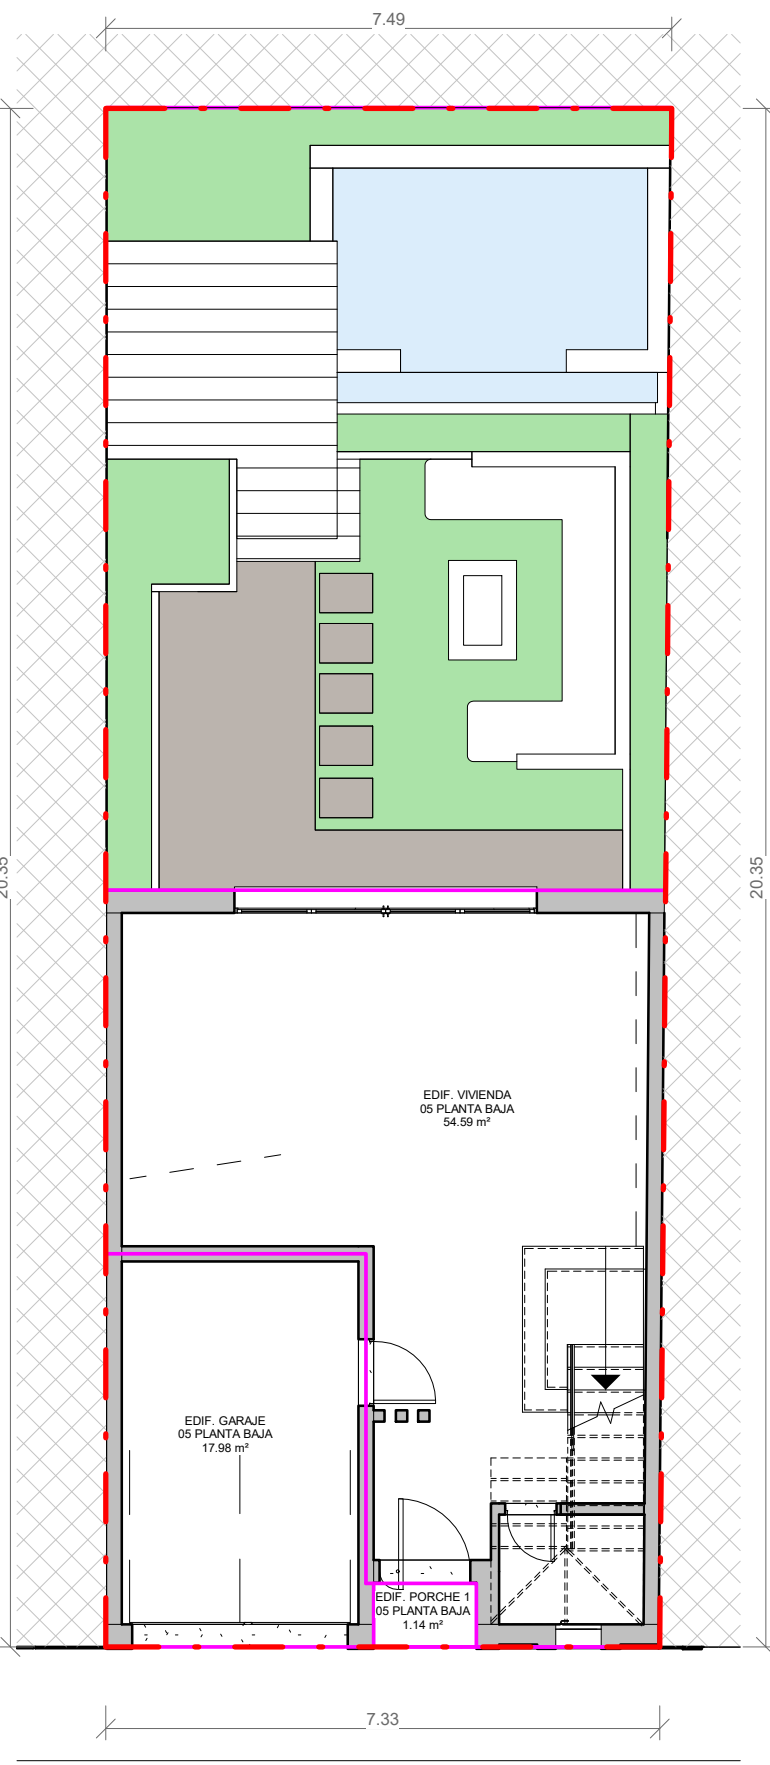 7.49
20.35
20.35
EDIF. VIVIENDA
05 PLANTA BAJA
54.59 m²
EDIF. GARAJE
05 PLANTA BAJA
17.98 m²
EDIF. PORCHE 1
05 PLANTA BAJA
1.14 m²
7.33